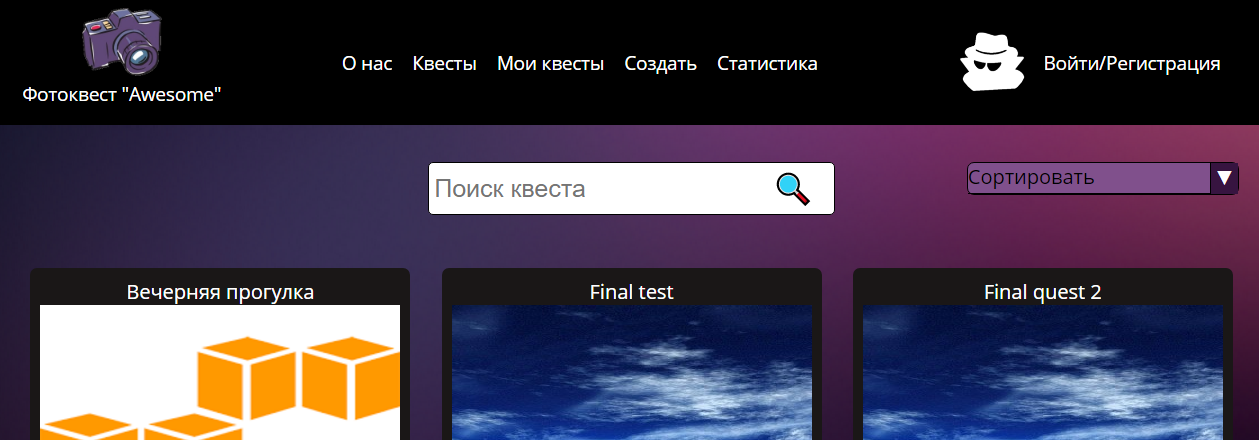 Фотоквест "Awesome"
О нас Квесты Мои квесты Создать Статистика
Войти/Регистрация
Поиск квеста
Сортировать ▼
Вечерняя прогулка
Final test
Final quest 2